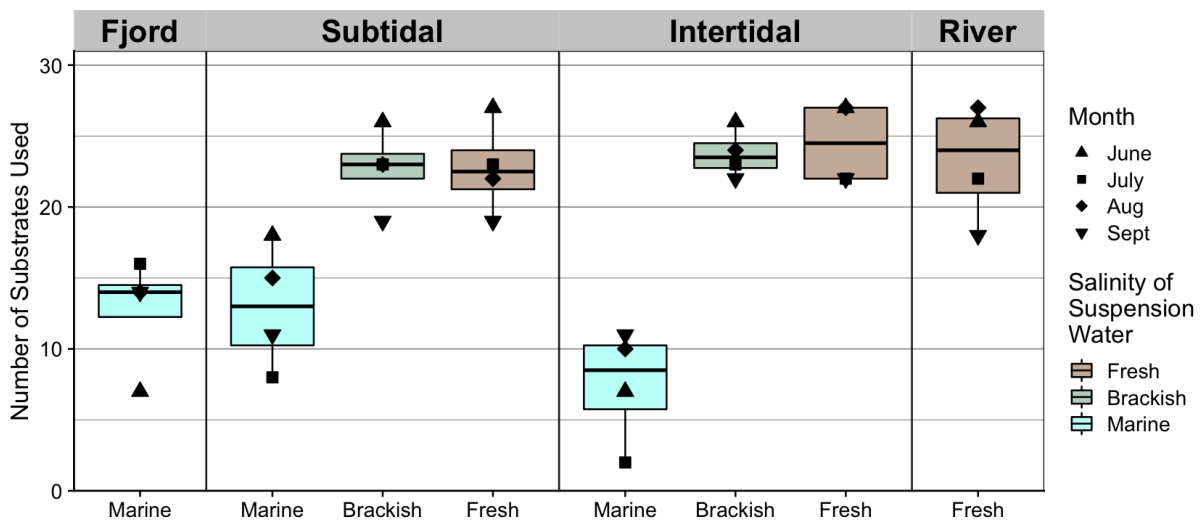 Fjord Subtidal Intertidal River
Number of Substrates Used
30
20
10
0
Marine Marine Brackish Fresh Marine Brackish Fresh Fresh
Month
June
July
Aug
Sept
Salinity of
Suspension
Water
Fresh
Brackish
Marine